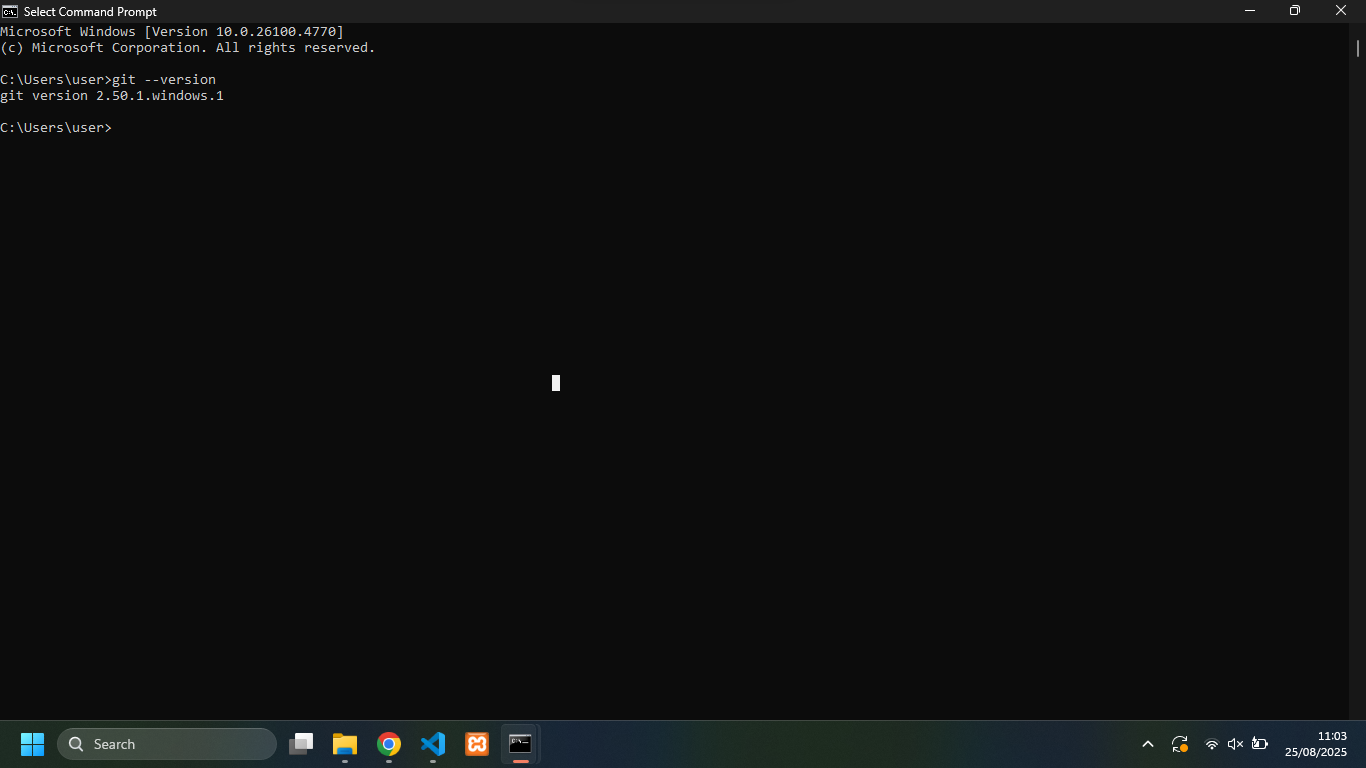 Select Command Prompt
Microsoft Windows [Version 10.0.26100.4770]
(c) Microsoft Corporation. All rights reserved.
C:\Users\user>git --version
git version 2.50.1.windows.1
C:\Users\user>
Search
11:03
25/08/2025